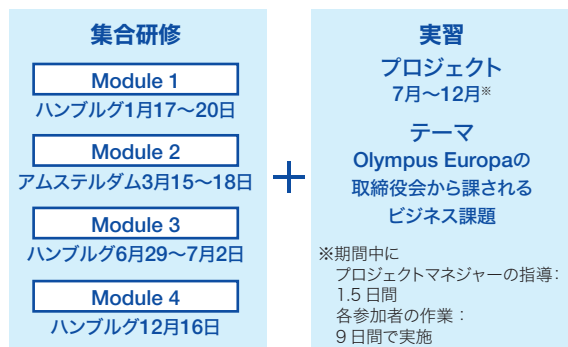 集合研修
Module 1
ハンブルグ1月17～20日
Module 2
アムステルダム3月15～18日
Module 3
ハンブルグ6月29～7月2日
Module 4
ハンブルグ12月16日
+
実習
プロジェクト
7月～12月※
テーマ
Olympus Europaの
取締役会から課される
ビジネス課題
※期間中に
プロジェクトマネジャーの指導：
1.5 日間
各参加者の作業：
9 日間で実施